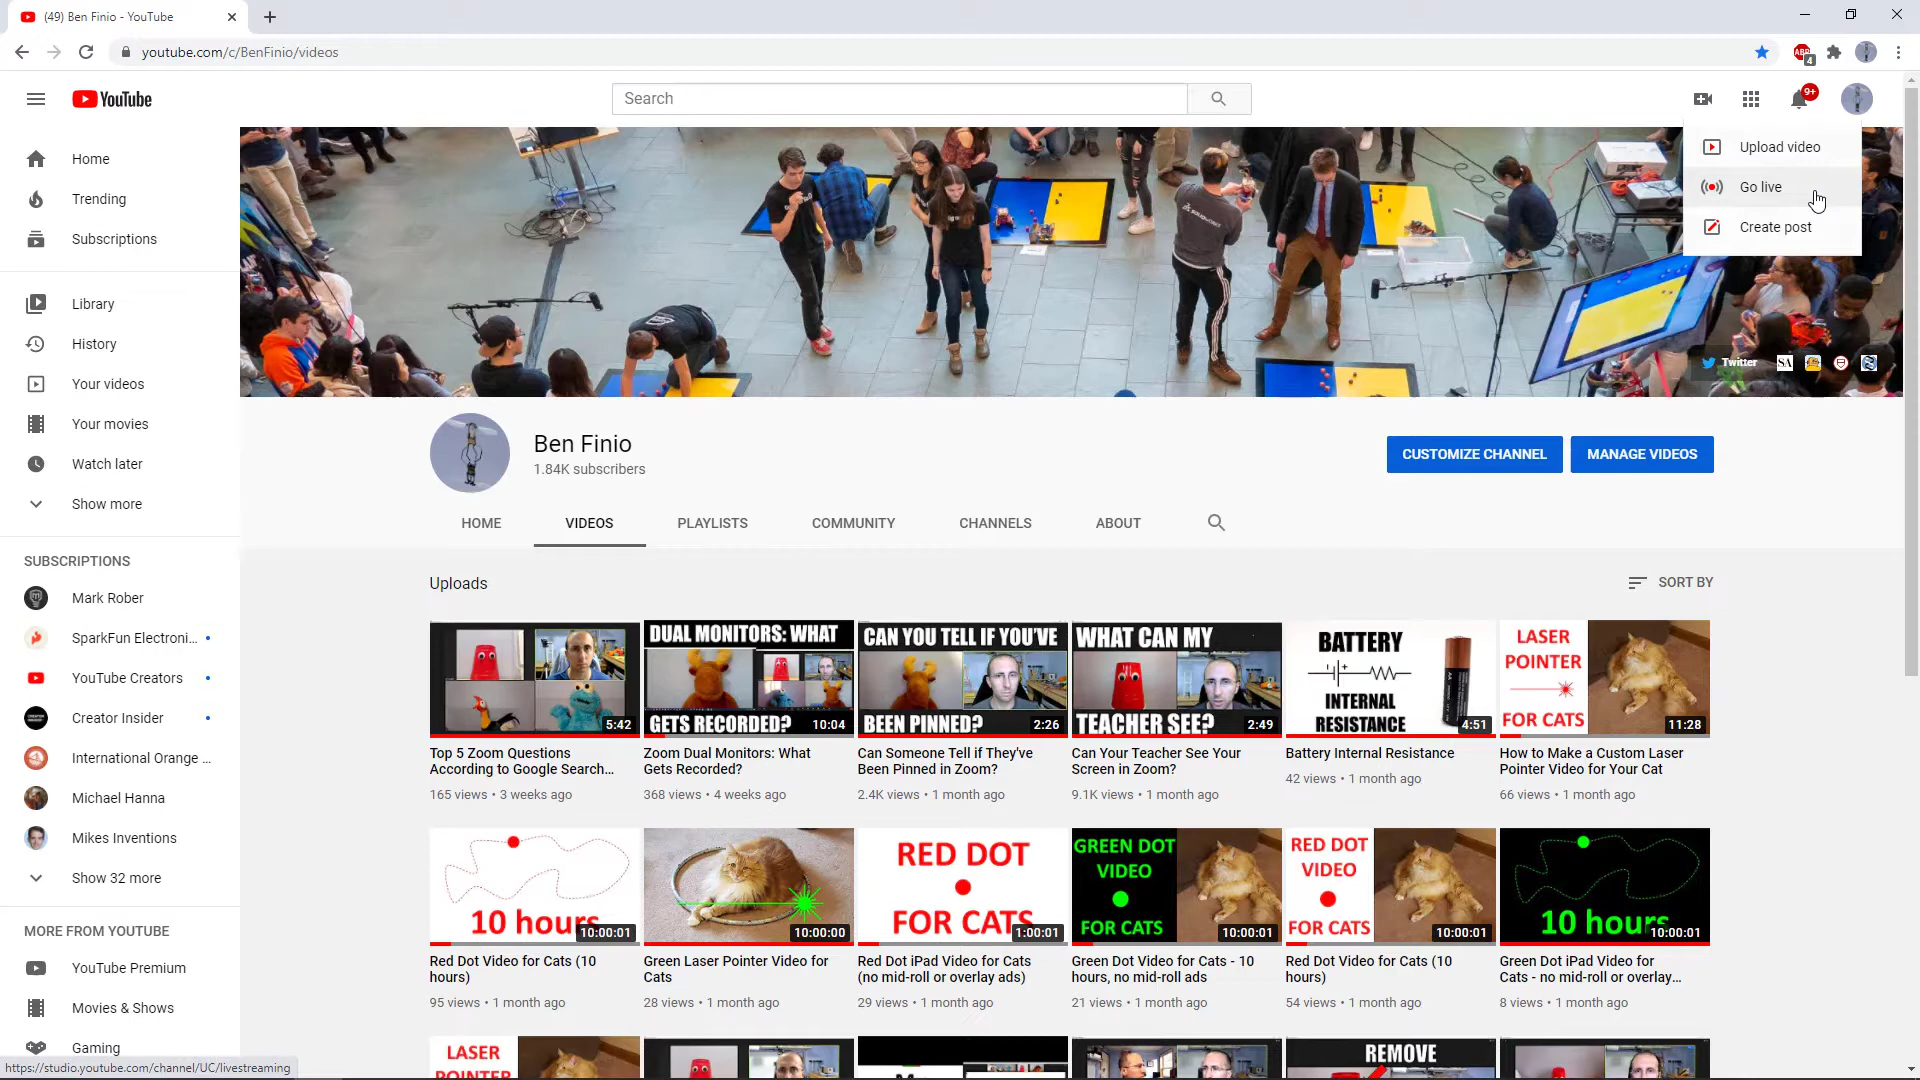 (49) Ben Finio - YouTube
youtube.com/c/BenFinio/videos
ABP
4
YouTube
Search
9+
Upload video
Go live
Create post
Home
Trending
Subscriptions
Library
History
Your videos
Your movies
Watch later
Show more
SUBSCRIPTIONS
Mark Rober
SparkFun Electroni...
YouTube Creators
Creator Insider
International Orange ...
Michael Hanna
Mikes Inventions
Show 32 more
MORE FROM YOUTUBE
YouTube Premium
Movies & Shows
Gaming
https://studio.youtube.com/channel/UC/livestreaming
Twitter
SA
Ben Finio
1.84K subscribers
CUSTOMIZE CHANNEL
MANAGE VIDEOS
HOME
VIDEOS
PLAYLISTS
COMMUNITY
CHANNELS
ABOUT
Uploads
SORT BY
5:42
Top 5 Zoom Questions
According to Google Search...
165 views • 3 weeks ago
DUAL MONITORS: WHAT
GETS RECORDED?
10:04
Zoom Dual Monitors: What
Gets Recorded?
368 views • 4 weeks ago
CAN YOU TELL IF YOU'VE
BEEN PINNED?
2:26
Can Someone Tell if They've
Been Pinned in Zoom?
2.4K views • 1 month ago
WHAT CAN MY
TEACHER SEE?
2:49
Can Your Teacher See Your
Screen in Zoom?
9.1K views • 1 month ago
BATTERY
INTERNAL
RESISTANCE
4:51
Battery Internal Resistance
42 views • 1 month ago
LASER
POINTER
FOR CATS
11:28
How to Make a Custom Laser
Pointer Video for Your Cat
66 views • 1 month ago
10 hours
10:00:01
Red Dot Video for Cats (10
hours)
95 views • 1 month ago
10:00:00
Green Laser Pointer Video for
Cats
28 views • 1 month ago
RED DOT
FOR CATS
1:00:01
Red Dot iPad Video for Cats
(no mid-roll or overlay ads)
29 views • 1 month ago
GREEN DOT
VIDEO
FOR CATS
10:00:01
Green Dot Video for Cats - 10
hours, no mid-roll ads
21 views • 1 month ago
RED DOT
VIDEO
FOR CATS
10:00:01
Red Dot Video for Cats (10
hours)
54 views • 1 month ago
10 hours
10:00:01
Green Dot iPad Video for
Cats - no mid-roll or overlay...
8 views • 1 month ago
LASER
POINTER
REMOVE